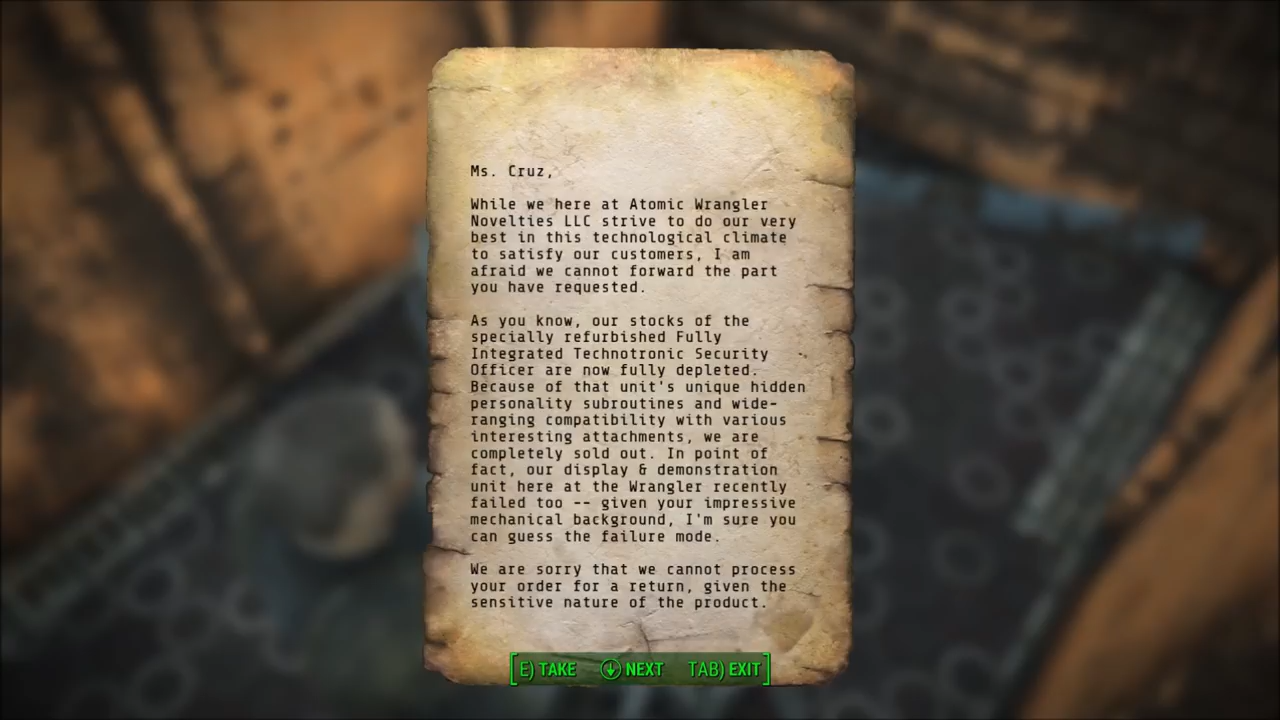 Ms. Cruz,
While we here at Atomic Wrangler
Novelties LLC strive to do our very
best in this technological climate
to satisfy our customers, I am
afraid we cannot forward the part
you have requested.
As you know, our stocks of the
specially refurbished Fully
Integrated Technotronic Security
Officer are now fully depleted.
Because of that unit's unique hidden
personality subroutines and wide-
ranging compatibility with various
interesting attachments, we are
completely sold out. In point of
fact, our display & demonstration
unit here at the Wrangler recently
failed too -- given your impressive
mechanical background, I'm sure you
can guess the failure mode.
We are sorry that we cannot process
your order for a return, given the
sensitive nature of the product.
E) TAKE NEXT TAB) EXIT